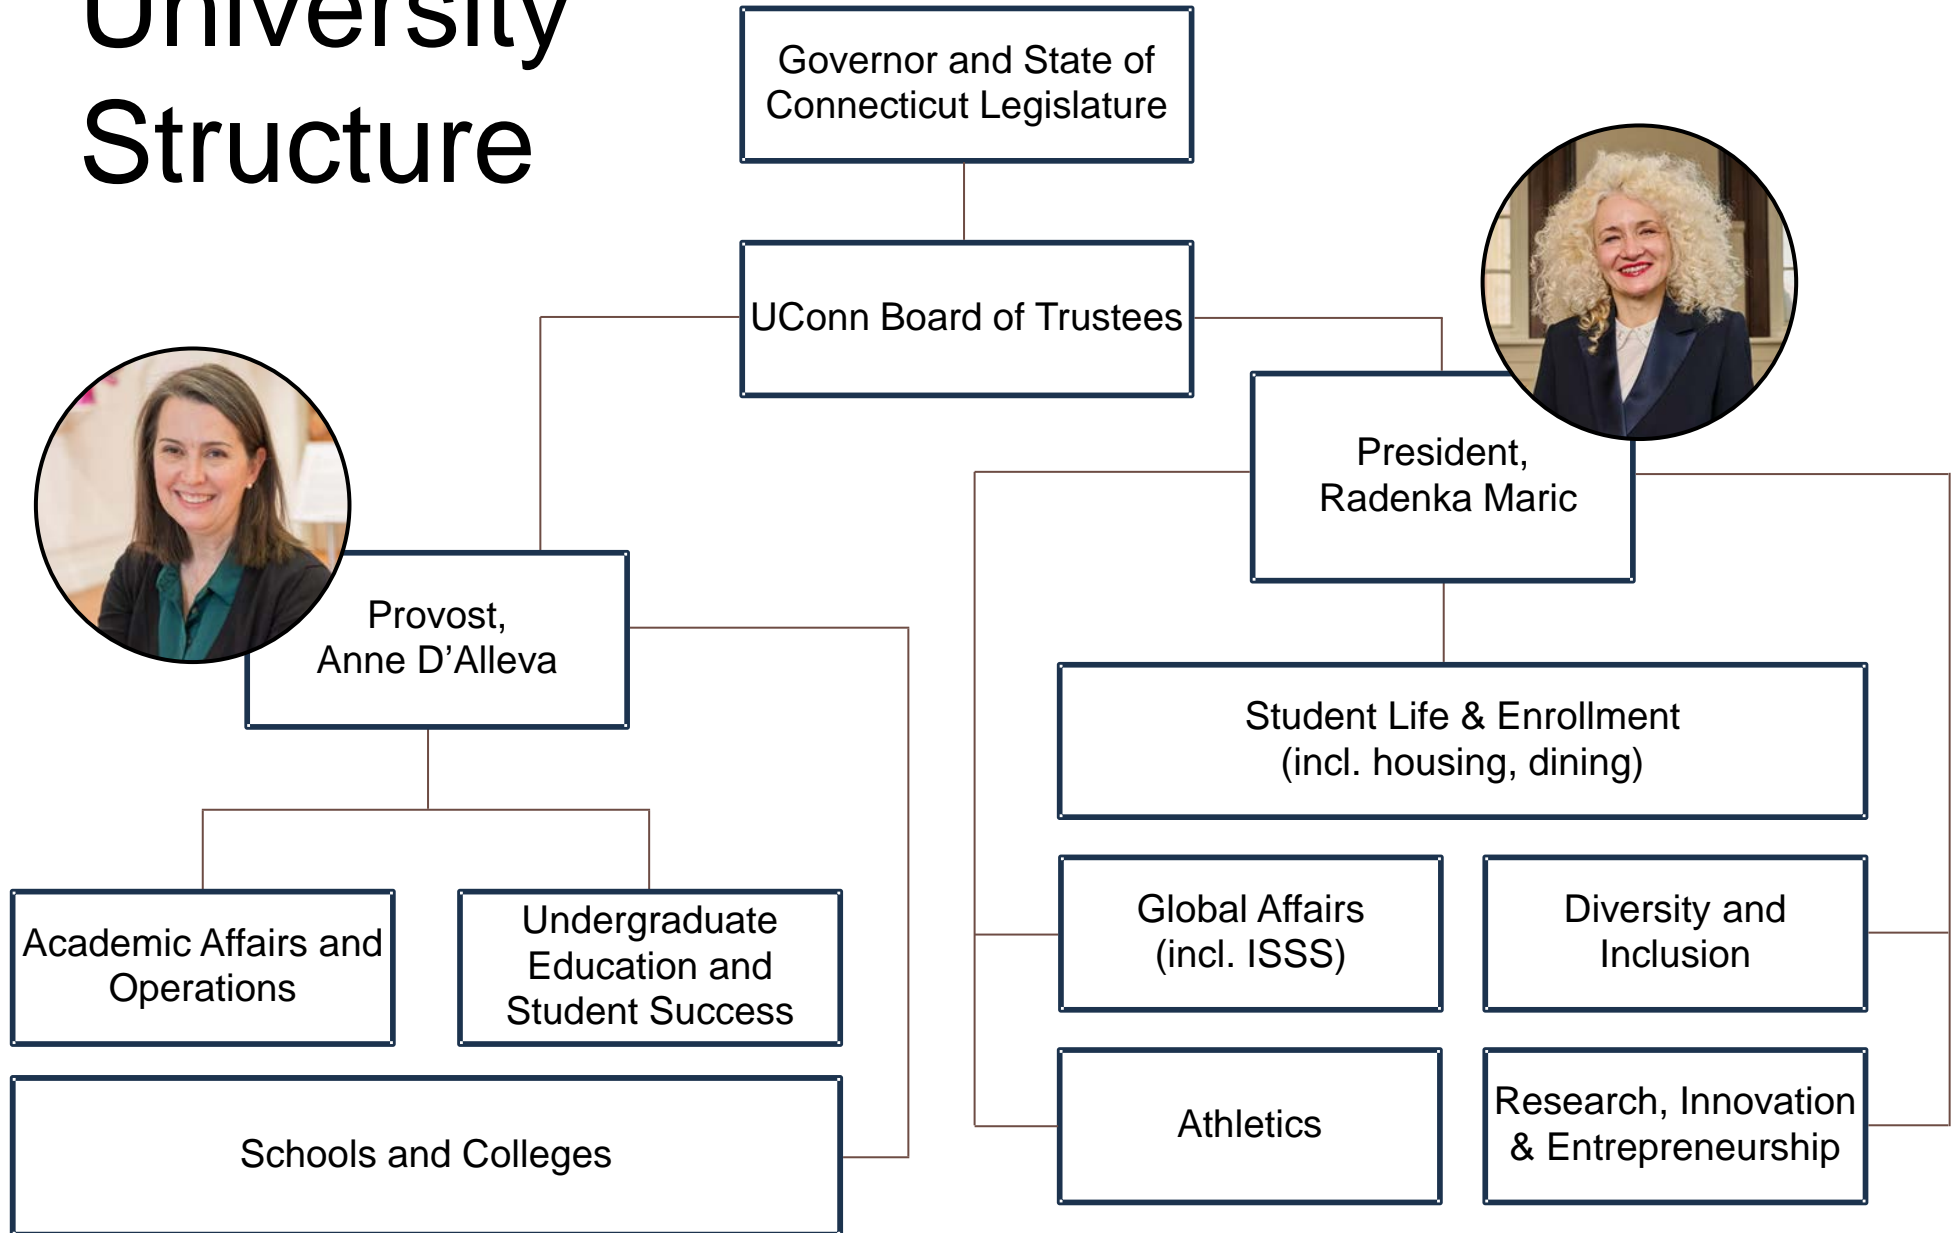 University
Structure
Governor and State of
Connecticut Legislature
UConn Board of Trustees
President,
Radenka Maric
Provost,
Anne D’Alleva
Student Life & Enrollment
(incl. housing, dining)
Academic Affairs and
Operations
Undergraduate
Education and
Student Success
Global Affairs
(incl. ISSS)
Diversity and
Inclusion
Schools and Colleges
Athletics
Research, Innovation
& Entrepreneurship